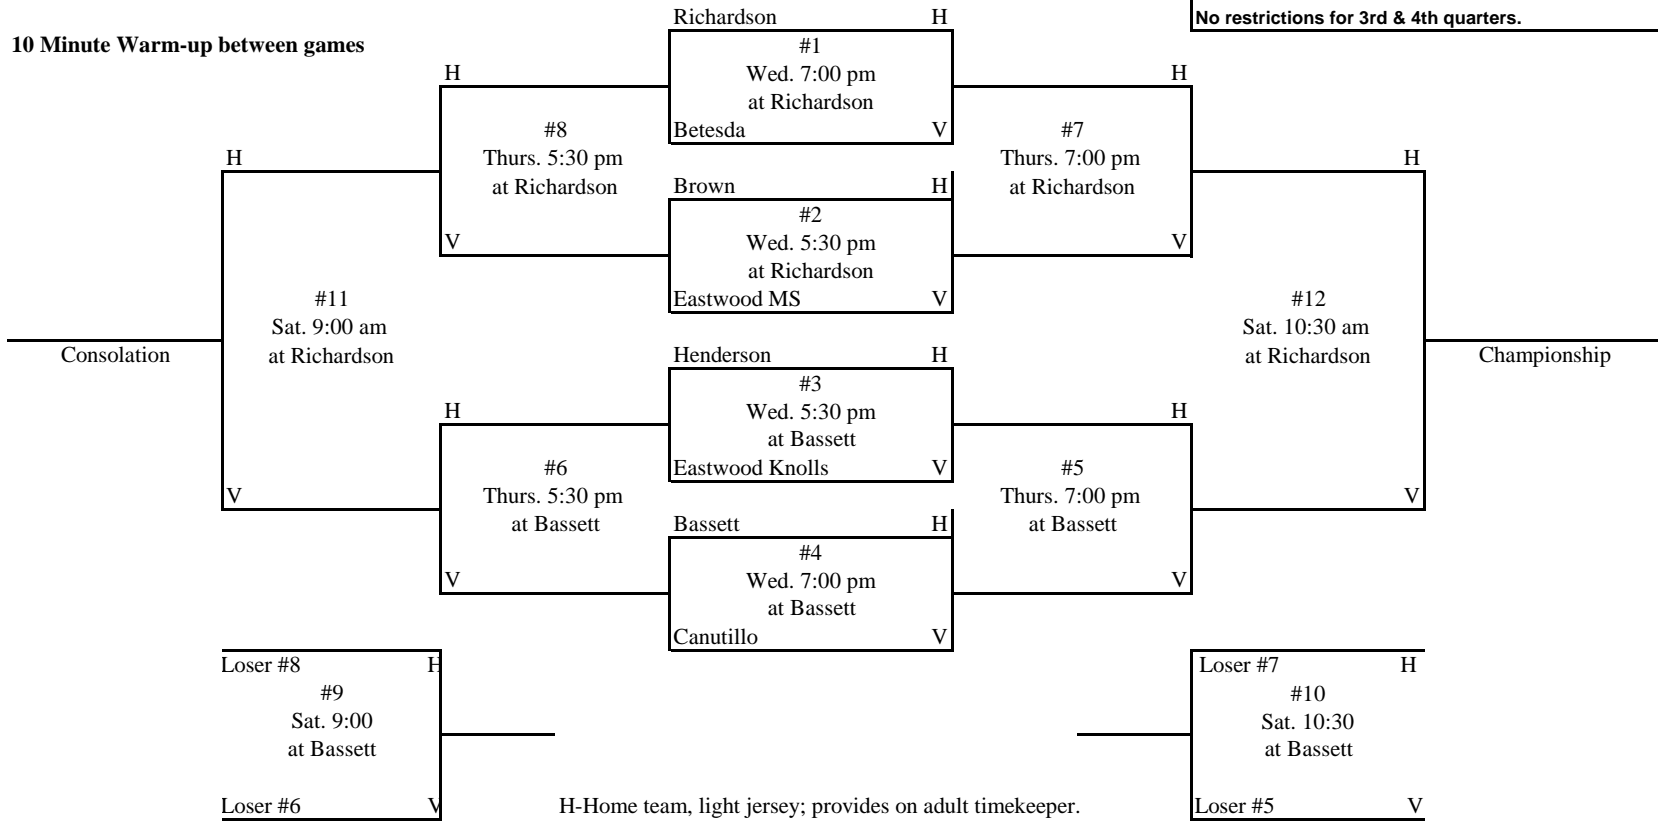 Richardson H
No restrictions for 3rd & 4th quarters.
10 Minute Warm-up between games
#1
H Wed. 7:00 pm H
at Richardson
#8 Betesda V #7
H Thurs. 5:30 pm Thurs. 7:00 pm H
at Richardson Brown H at Richardson
#2
V Wed. 5:30 pm V
at Richardson
#11 Eastwood MS V #12
Sat. 9:00 am Sat. 10:30 am
Consolation at Richardson Henderson H at Richardson Championship
#3
H Wed. 5:30 pm H
at Bassett
#6 Eastwood Knolls V #5
V Thurs. 5:30 pm Thurs. 7:00 pm V
at Bassett Bassett H at Bassett
#4
V Wed. 7:00 pm V
at Bassett
Canutillo V
Loser #8 H Loser #7 H
#9 #10
Sat. 9:00 Sat. 10:30
at Bassett at Bassett
Loser #6 V H-Home team, light jersey; provides on adult timekeeper. Loser #5 V